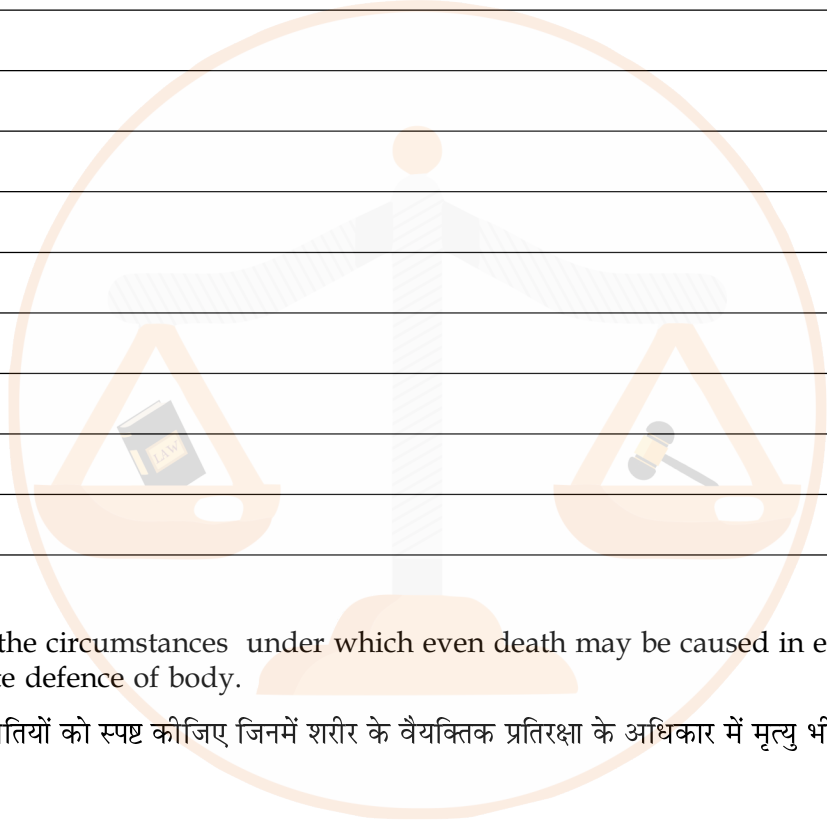 LAW
the circumstances under which even death may be caused in e
ce defence of body.
तियों को स्पष्ट कीजिए जिनमें शरीर के वैयक्तिक प्रतिरक्षा के अधिकार में मृत्यु भी